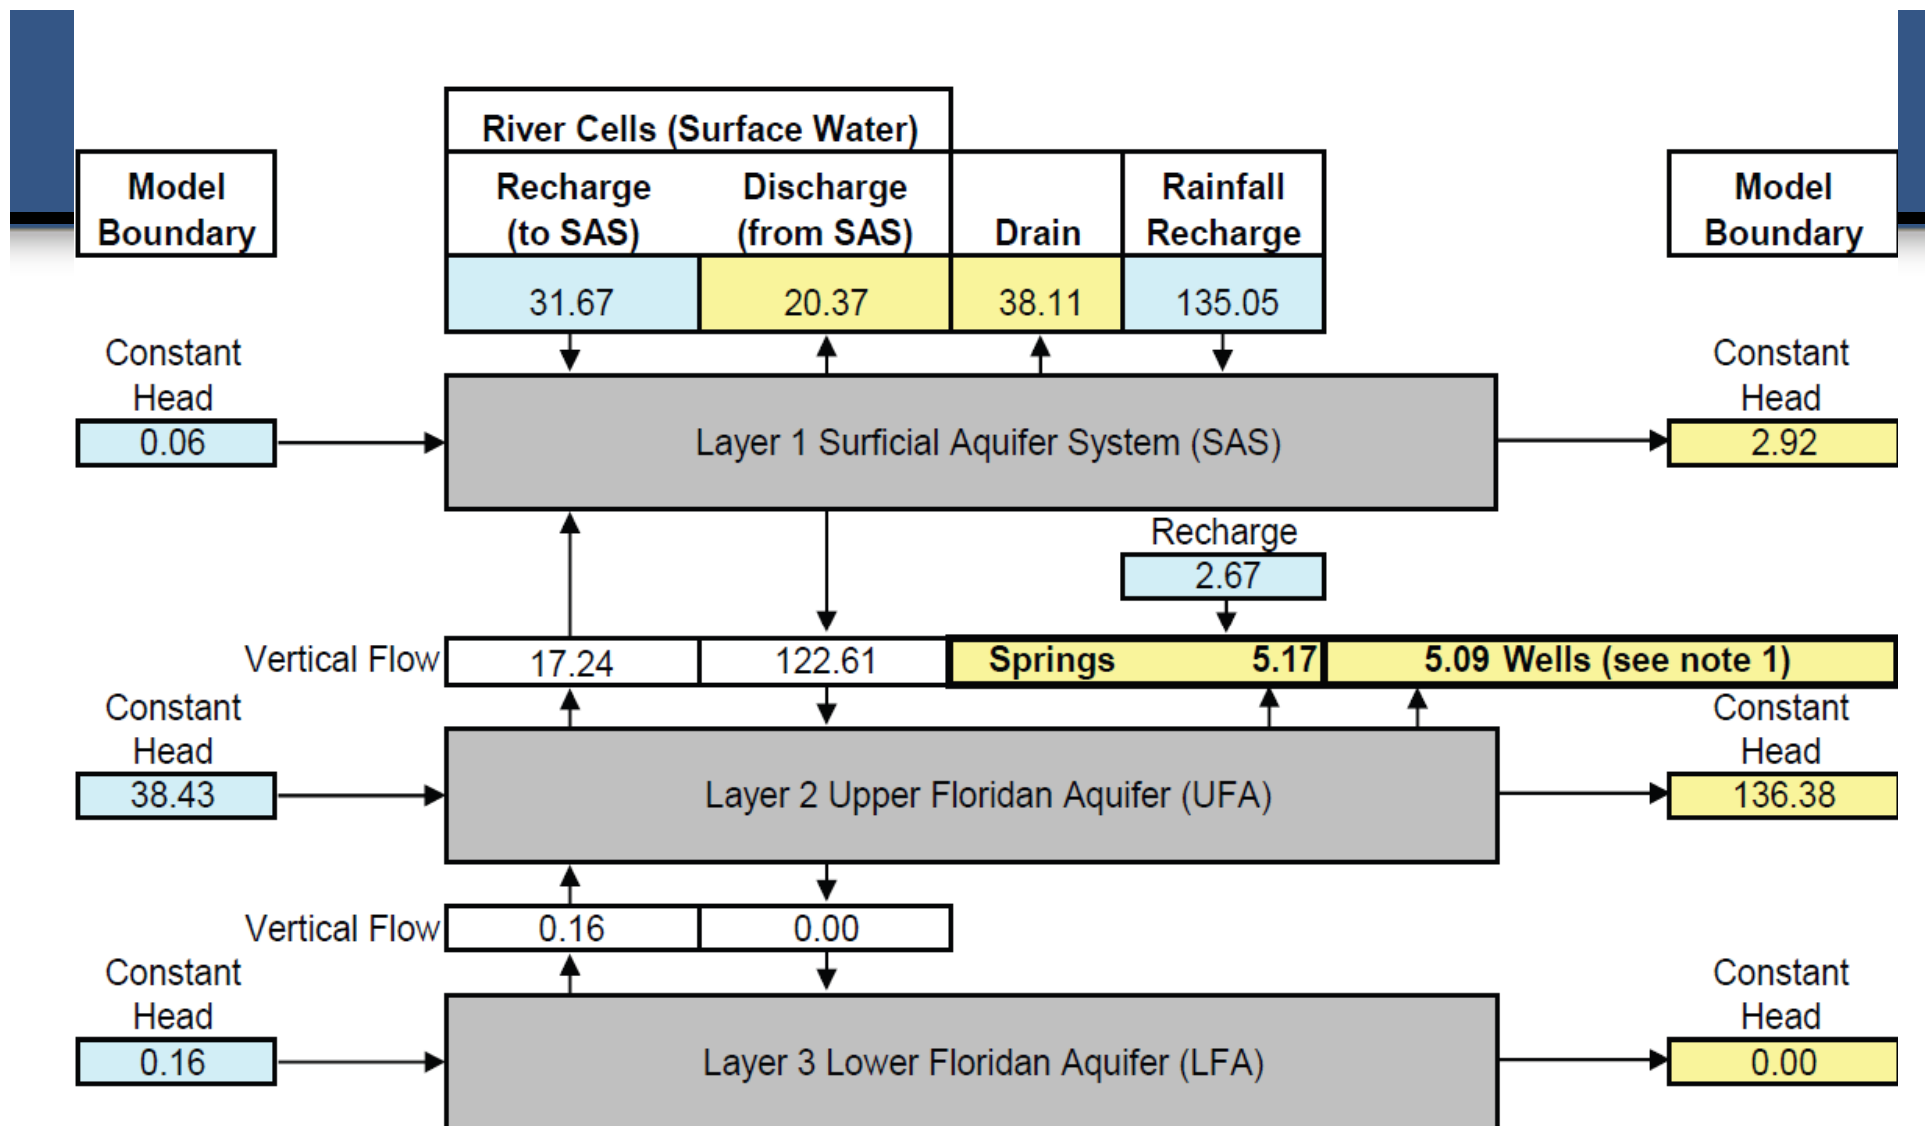 River Cells (Surface Water)
Model
Boundary
Recharge
(to SAS)
Discharge
(from SAS)
Drain
Rainfall
Recharge
Model
Boundary
31.67
20.37
38.11
135.05
Constant
Head
0.06
Layer 1 Surficial Aquifer System (SAS)
Constant
Head
2.92
Recharge
2.67
Vertical Flow
17.24
122.61
Springs 5.17
5.09 Wells (see note 1)
Constant
Head
38.43
Layer 2 Upper Floridan Aquifer (UFA)
Constant
Head
136.38
Vertical Flow
0.16
0.00
Constant
Head
0.16
Layer 3 Lower Floridan Aquifer (LFA)
Constant
Head
0.00